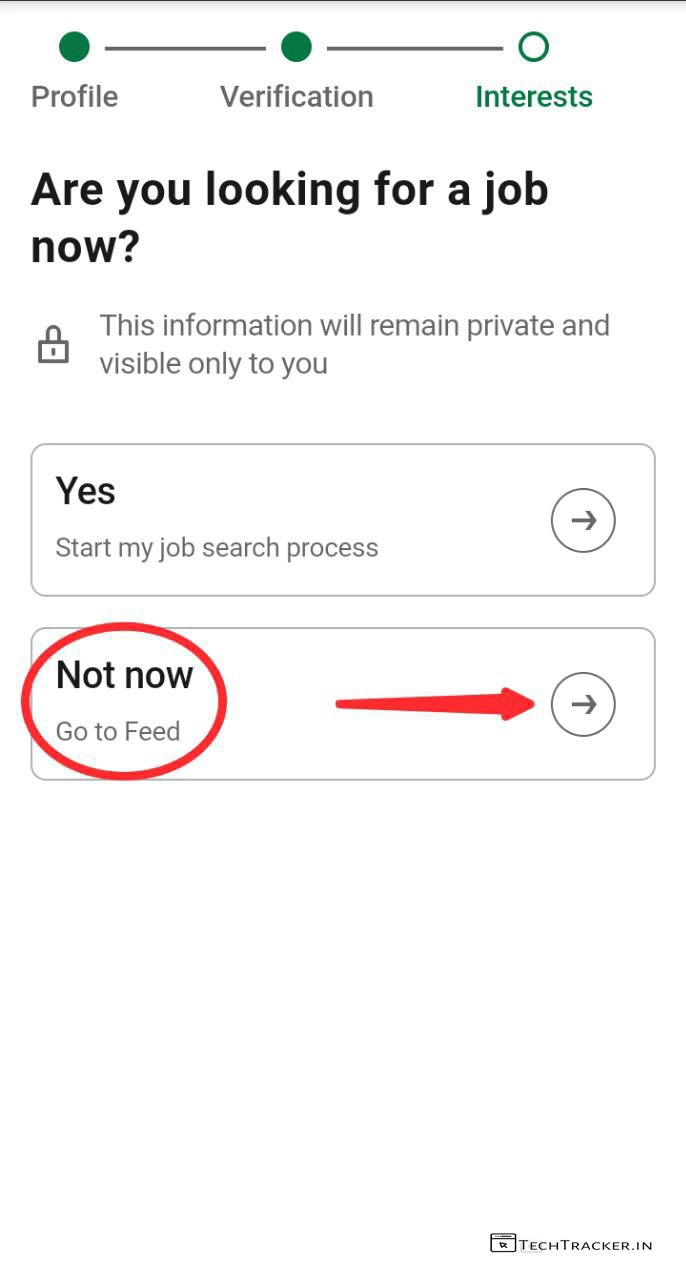 Profile Verification Interests
Are you looking for a job
now?
This information will remain private and
visible only to you
Yes
Start my job search process
Not now
Go to Feed
TECHTRACKER.IN